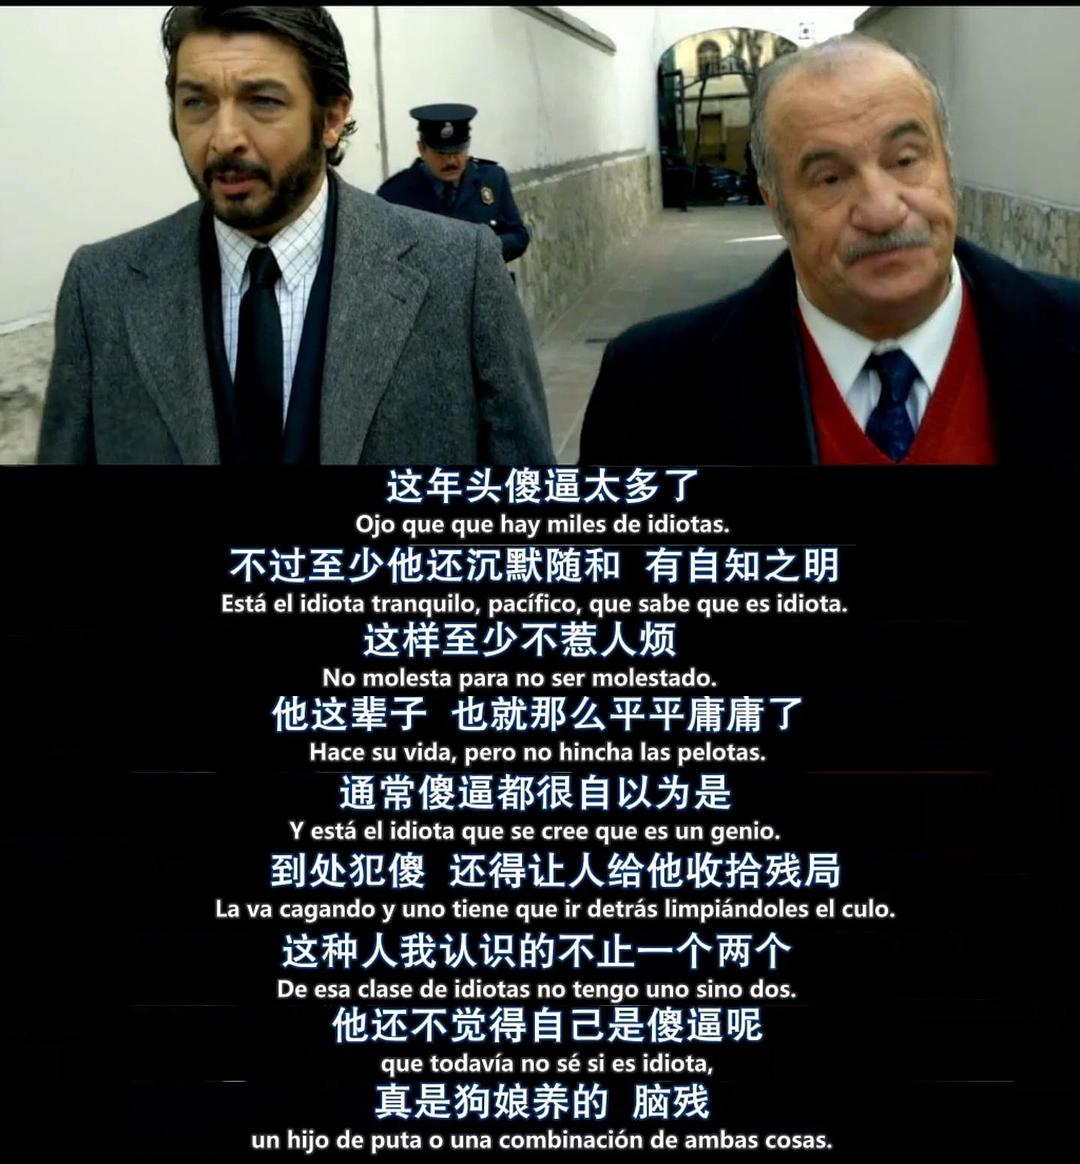 这年头傻逼太多了
Ojo que que hay miles de idiotas.
不过至少他还沉默随和 有自知之明
Está el idiota tranquilo, pacífico, que sabe que es idiota.
这样至少不惹人烦
No molesta para no ser molestado.
他这辈子 也就那么平平庸庸了
Hace su vida, pero no hincha las pelotas.
通常傻逼都很自以为是
Y está el idiota que se cree que es un genio.
到处犯傻 还得让人给他收拾残局
La va cagando y uno tiene que ir detrás limpiándoles el culo.
这种人我认识的不止一个两个
De esa clase de idiotas no tengo uno sino dos.
他还不觉得自己是傻逼呢
que todavía no sé si es idiota,
真是狗娘养的 脑残
un hijo de puta o una combinación de ambas cosas.